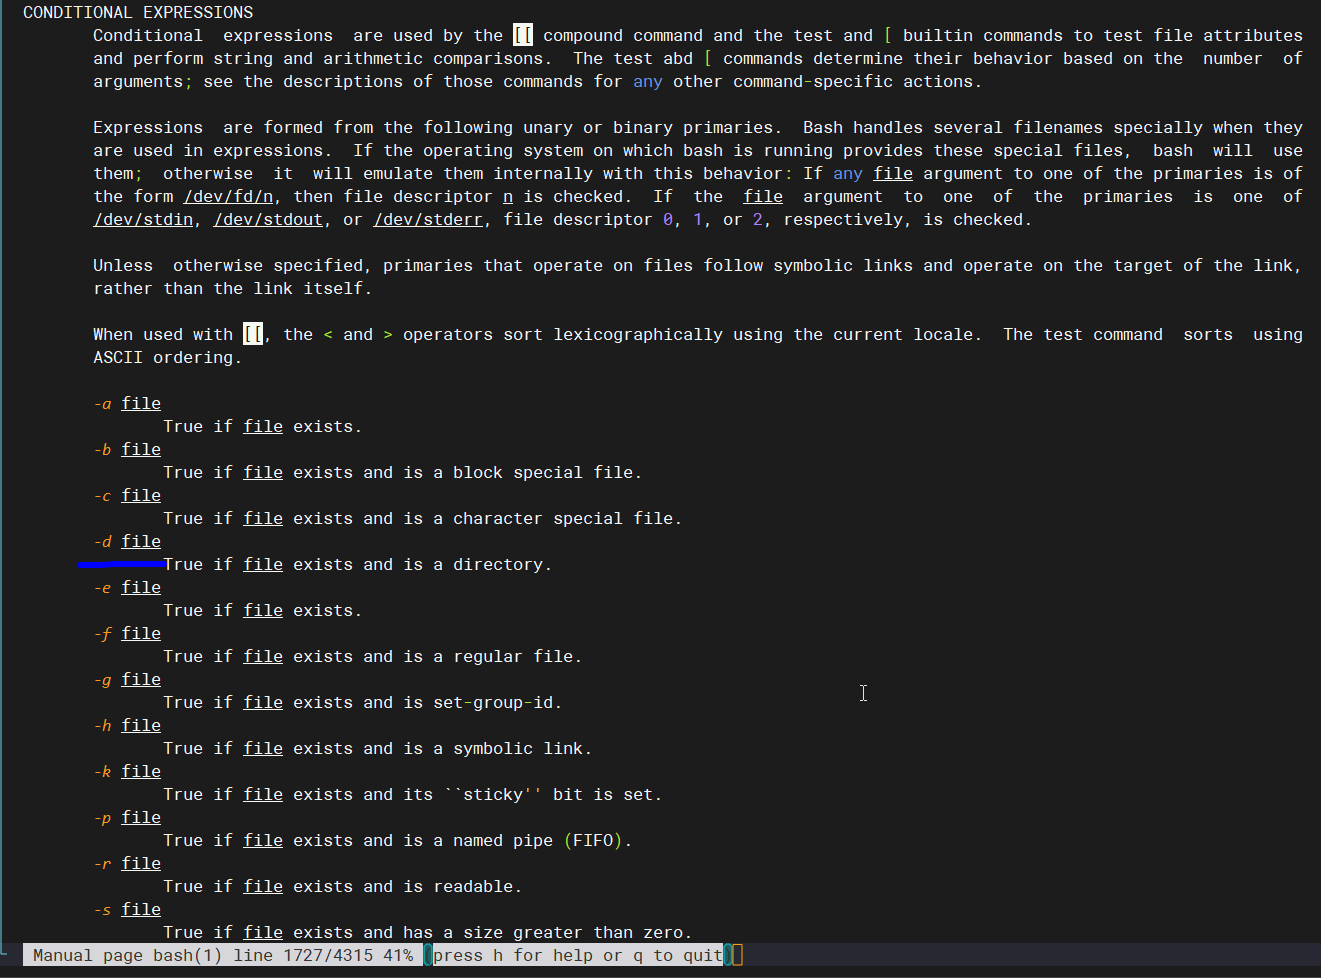 CONDITIONAL EXPRESSIONS
Conditional expressions are used by the [[ compound command and the test and [ builtin commands to test file attributes
and perform string and arithmetic comparisons. The test abd [ commands determine their behavior based on the number of
arguments; see the descriptions of those commands for any other command-specific actions.
Expressions are formed from the following unary or binary primaries. Bash handles several filenames specially when they
are used in expressions. If the operating system on which bash is running provides these special files, bash will use
them; otherwise it will emulate them internally with this behavior: If any file argument to one of the primaries is of
the form /dev/fd/n, then file descriptor n is checked. If the file argument to one of the primaries is one of
/dev/stdin, /dev/stdout, or /dev/stderr, file descriptor 0, 1, or 2, respectively, is checked.
Unless otherwise specified, primaries that operate on files follow symbolic links and operate on the target of the link,
rather than the link itself.
When used with [[, the < and > operators sort lexicographically using the current locale. The test command sorts using
ASCII ordering.
-a file
True if file exists.
-b file
True if file exists and is a block special file.
-c file
True if file exists and is a character special file.
-d file
True if file exists and is a directory.
-e file
True if file exists.
-f file
True if file exists and is a regular file.
-g file
True if file exists and is set-group-id.
-h file
True if file exists and is a symbolic link.
-k file
True if file exists and its ``sticky'' bit is set.
-p file
True if file exists and is a named pipe (FIFO).
-r file
True if file exists and is readable.
-s file
True if file exists and has a size greater than zero.
Manual page bash(1) line 1727/4315 41% (press h for help or q to quit)